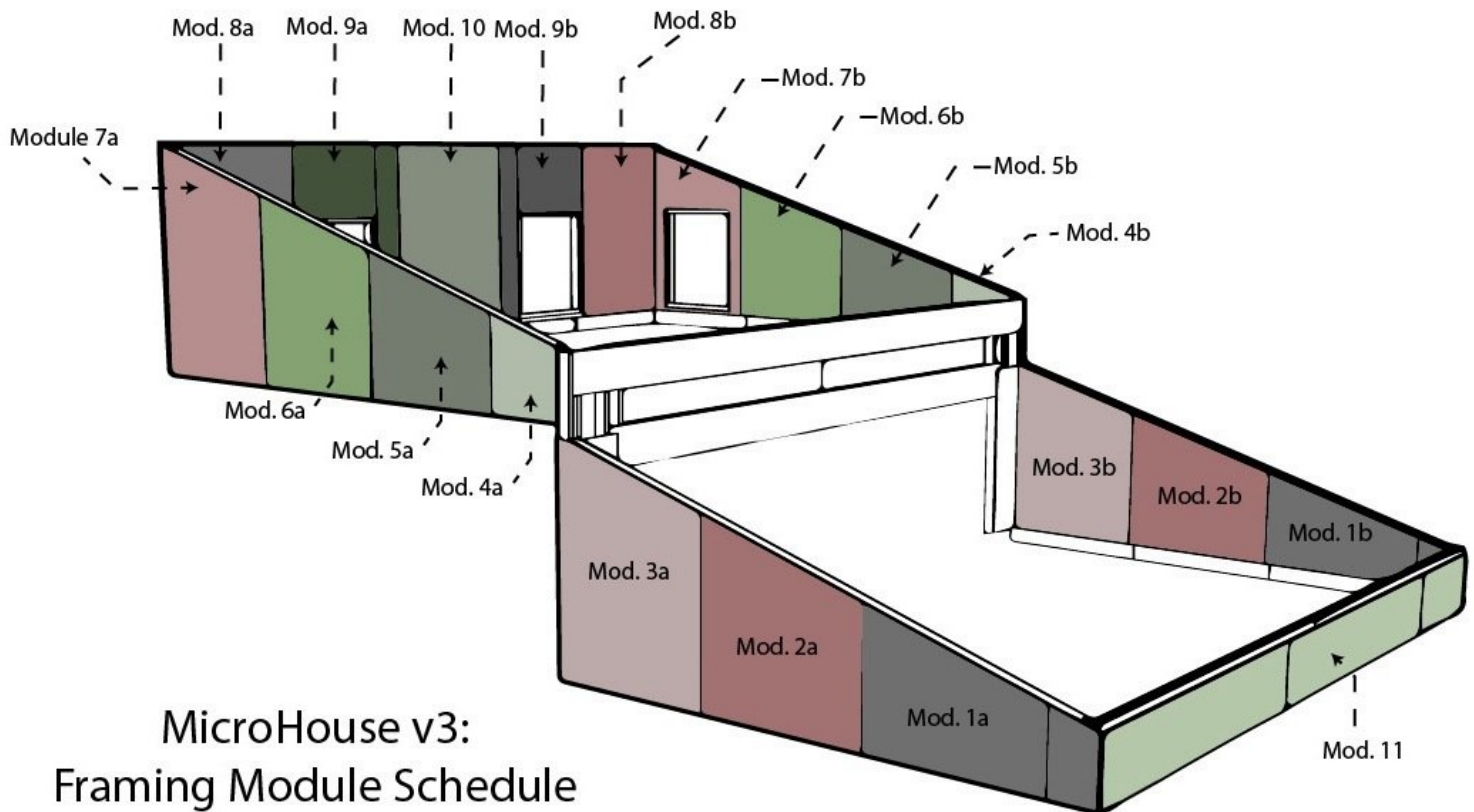 Mod. 8a
Mod. 9a
Mod. 10
Mod. 9b
Mod. 8b
Mod. 7b
Mod. 6b
Mod. 5b
Mod. 4b
Module 7a
Mod. 6a
Mod. 5a
Mod. 4a
Mod. 3b
Mod. 2b
Mod. 1b
Mod. 3a
Mod. 2a
Mod. 1a
Mod. 11
MicroHouse v3:
Framing Module Schedule